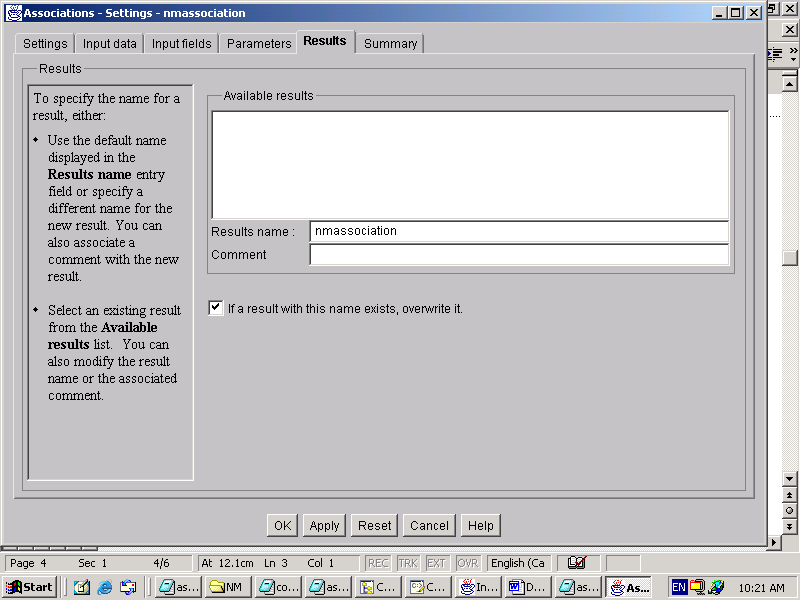 Associations - Settings - nmassociation
Settings Input data Input fields Parameters Results Summary
Results
To specify the name for a
result, either:
Use the default name
displayed in the
Results name entry
field or specify a
different name for the
new result. You can
also associate a
comment with the new
result.
Select an existing result
from the Available
results list. You can
also modify the result
name or the associated
comment.
Available results
Results name : nmassociation
Comment
If a result with this name exists, overwrite it.
OK Apply Reset Cancel Help
Page 4 Sec 1 4/6 At 12.1cm Ln 3 Col 1 REC TRK EXT OVR English (Ca
Start as... NM co... as... C... C... In... D... as... As... EN 10:21 AM